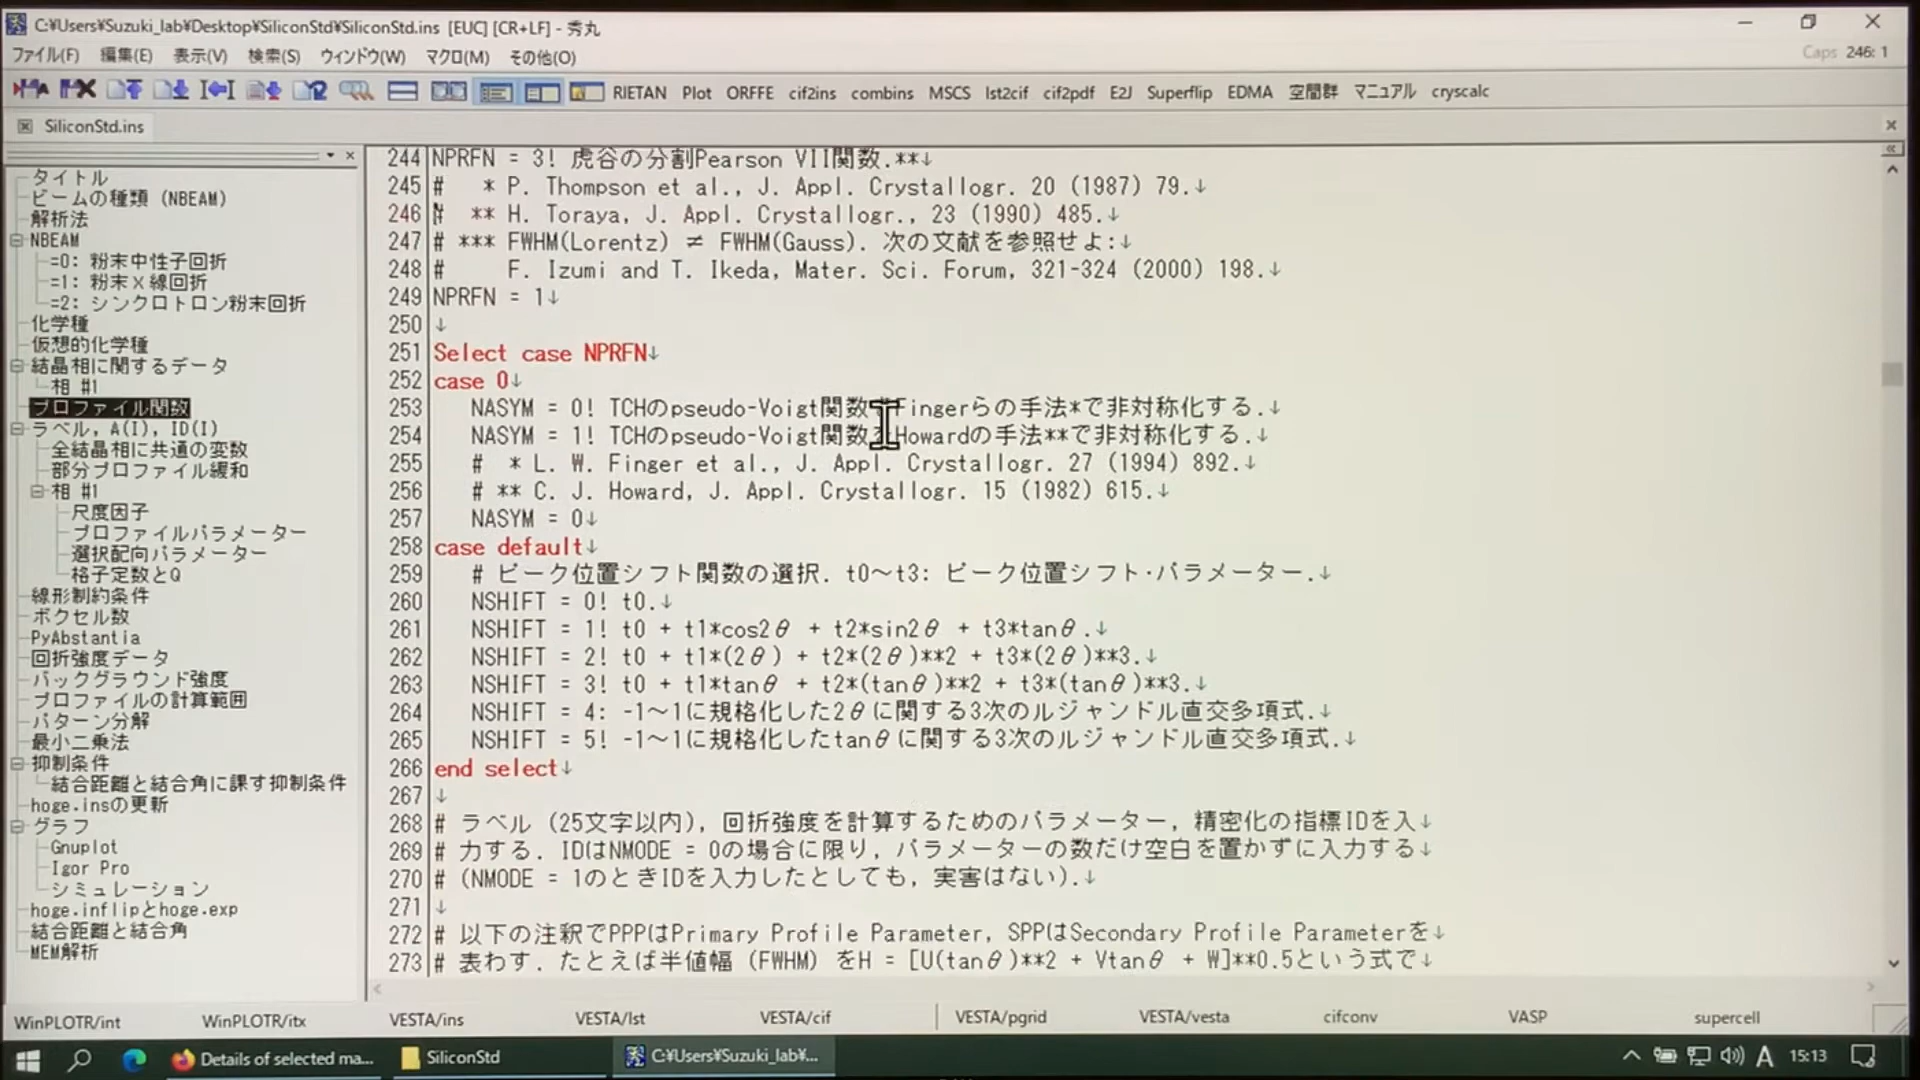 C:¥Users¥Suzuki_lab¥Desktop¥SiliconStd¥SiliconStd.ins [EUC] [CR+LF] - 秀丸
ファイル(F) 編集(E) 表示(V) 検索(S) ウィンドウ(W) マクロ(M) その他(O) Caps 246: 1
RIETAN Plot ORFFE cif2ins combins MSCS lst2cif cif2pdf E2J Superflip EDMA 空間群 マニュアル cryscalc
SiliconStd.ins
タイトル
ビームの種類 (NBEAM)
解析法
NBEAM
=0: 粉末中性子回折
=1: 粉末X線回折
=2: シンクロトロン粉末回折
化学種
仮想的化学種
結晶相に関するデータ
相 #1
プロファイル関数
ラベル, A(I), ID(I)
全結晶相に共通の変数
部分プロファイル緩和
相 #1
尺度因子
プロファイルパラメーター
選択配向パラメーター
格子定数とQ
線形制約条件
ボクセル数
PyAbstantia
回折強度データ
バックグラウンド強度
プロファイルの計算範囲
パターン分解
最小二乗法
抑制条件
結合距離と結合角に課す抑制条件
hoge.insの更新
グラフ
Gnuplot
Igor Pro
シミュレーション
hoge.inflipとhoge.exp
結合距離と結合角
MEM解析
244 NPRFN = 3! 虎谷の分割Pearson VII関数.**↓
245 # * P. Thompson et al., J. Appl. Crystallogr. 20 (1987) 79.↓
246 # ** H. Toraya, J. Appl. Crystallogr., 23 (1990) 485.↓
247 # *** FWHM(Lorentz) ≠ FWHM(Gauss). 次の文献を参照せよ:↓
248 # F. Izumi and T. Ikeda, Mater. Sci. Forum, 321-324 (2000) 198.↓
249 NPRFN = 1↓
250 ↓
251 Select case NPRFN↓
252 case 0↓
253 NASYM = 0! TCHのpseudo-Voigt関数をFingerらの手法*で非対称化する.↓
254 NASYM = 1! TCHのpseudo-Voigt関数をHowardの手法**で非対称化する.↓
255 # * L. W. Finger et al., J. Appl. Crystallogr. 27 (1994) 892.↓
256 # ** C. J. Howard, J. Appl. Crystallogr. 15 (1982) 615.↓
257 NASYM = 0↓
258 case default↓
259 # ピーク位置シフト関数の選択. t0～t3: ピーク位置シフト・パラメーター.↓
260 NSHIFT = 0! t0.↓
261 NSHIFT = 1! t0 + t1*cos2θ + t2*sin2θ + t3*tanθ.↓
262 NSHIFT = 2! t0 + t1*(2θ) + t2*(2θ)**2 + t3*(2θ)**3.↓
263 NSHIFT = 3! t0 + t1*tanθ + t2*(tanθ)**2 + t3*(tanθ)**3.↓
264 NSHIFT = 4: -1～1に規格化した2θに関する3次のルジャンドル直交多項式.↓
265 NSHIFT = 5! -1～1に規格化したtanθに関する3次のルジャンドル直交多項式.↓
266 end select↓
267 ↓
268 # ラベル (25文字以内), 回折強度を計算するためのパラメーター, 精密化の指標IDを入↓
269 # 力する. IDはNMODE = 0の場合に限り, パラメーターの数だけ空白を置かずに入力する↓
270 # (NMODE = 1のときIDを入力したとしても, 実害はない).↓
271 ↓
272 # 以下の注釈でPPPはPrimary Profile Parameter, SPPはSecondary Profile Parameterを↓
273 # 表わす. たとえば半値幅 (FWHM) をH = [U(tanθ)**2 + Vtanθ + W]**0.5という式で↓
WinPLOTR/int WinPLOTR/itx VESTA/ins VESTA/lst VESTA/cif VESTA/pgrid VESTA/vesta cifconv VASP supercell
Details of selected ma... SiliconStd C:¥Users¥Suzuki_lab¥... A 15:13